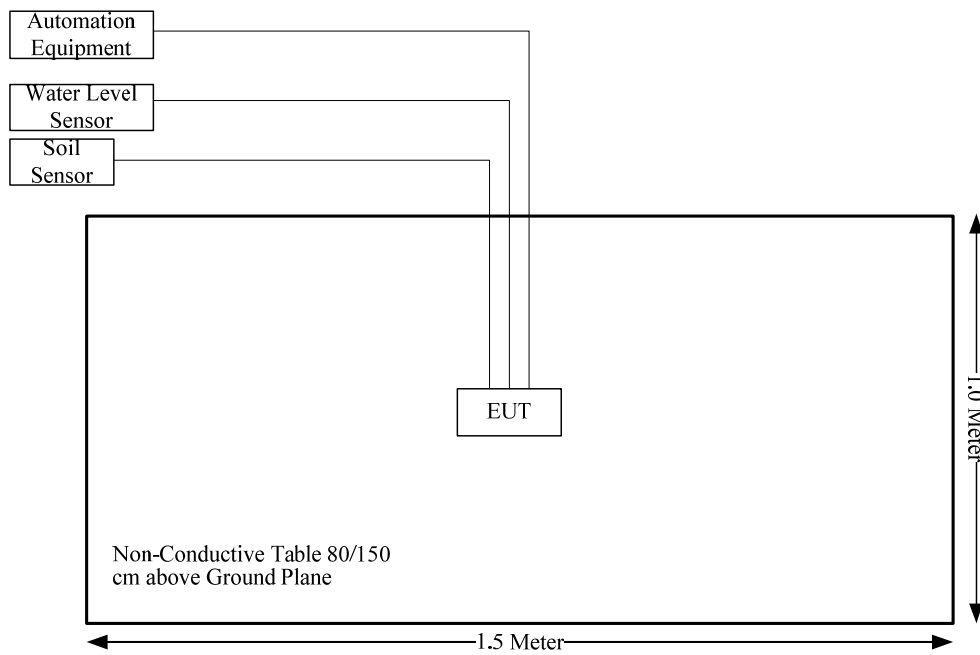 Automation
Equipment
Water Level
Sensor
Soil
Sensor
EUT
1.0 Meter
Non-Conductive Table 80/150
cm above Ground Plane
1.5 Meter